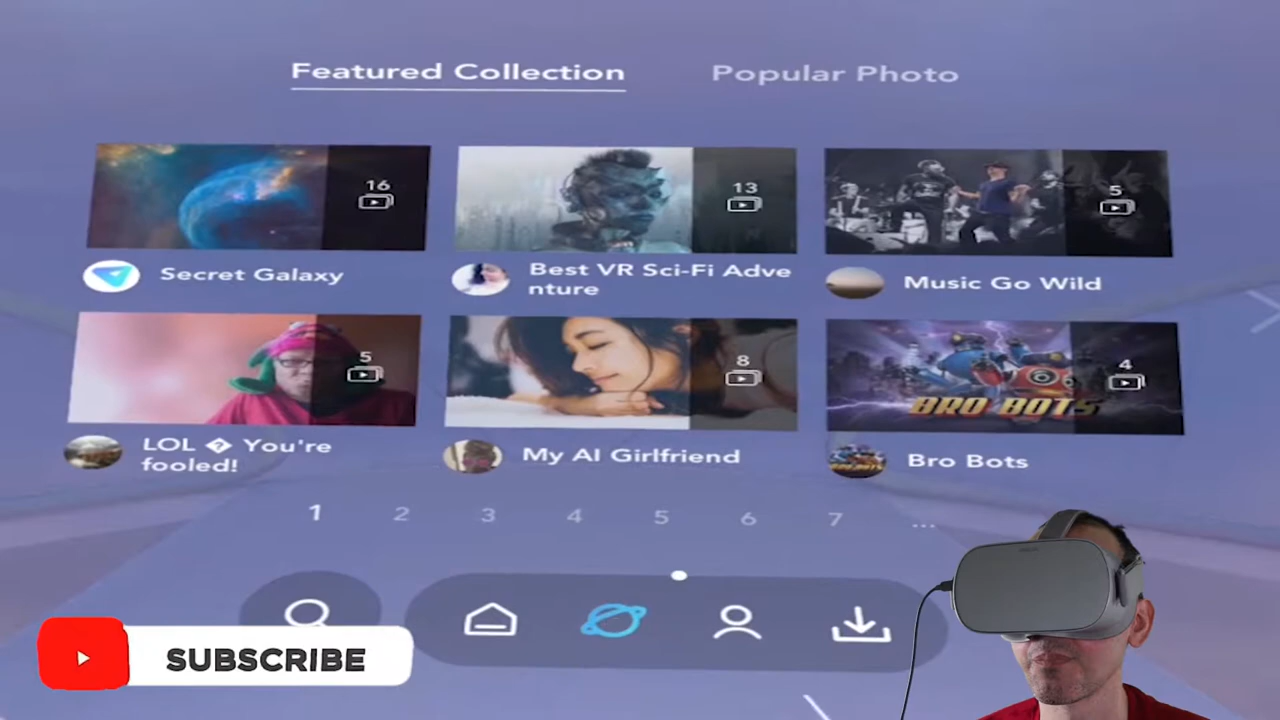 Featured Collection
Popular Photo
16
13
5
Secret Galaxy
Best VR Sci-Fi Adve
nture
Music Go Wild
5
8
4
BRO BOTS
LOL � You're
fooled!
My AI Girlfriend
Bro Bots
1 2 3 4 5 6 7 ...
SUBSCRIBE